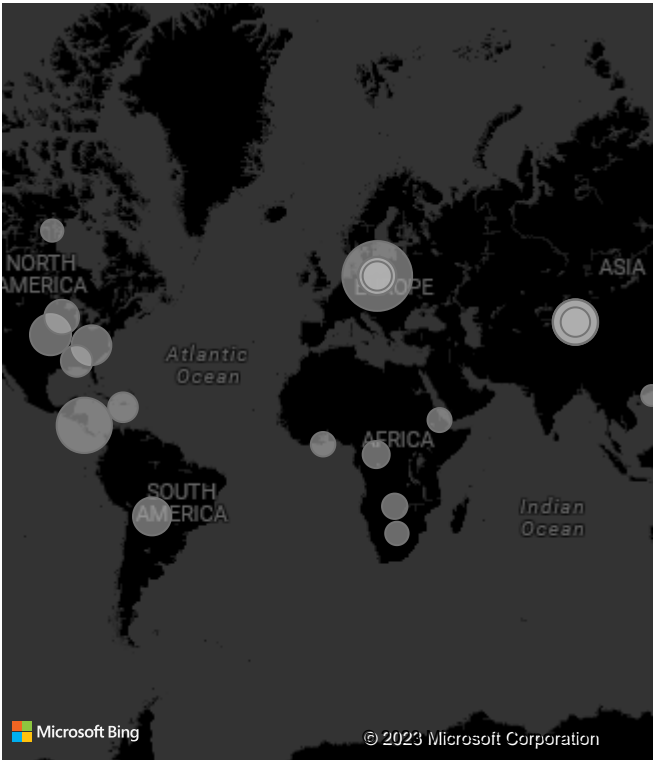 NORTH
AMERICA
EUROPE
ASIA
Atlantic
Ocean
AFRICA
SOUTH
AMERICA
Indian
Ocean
Microsoft Bing
© 2023 Microsoft Corporation